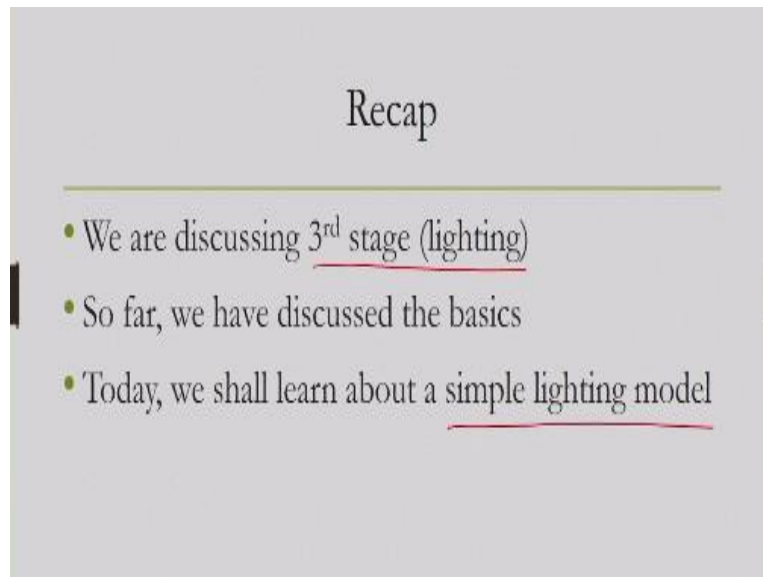 Recap
• We are discussing 3rd stage (lighting)
• So far, we have discussed the basics
• Today, we shall learn about a simple lighting model